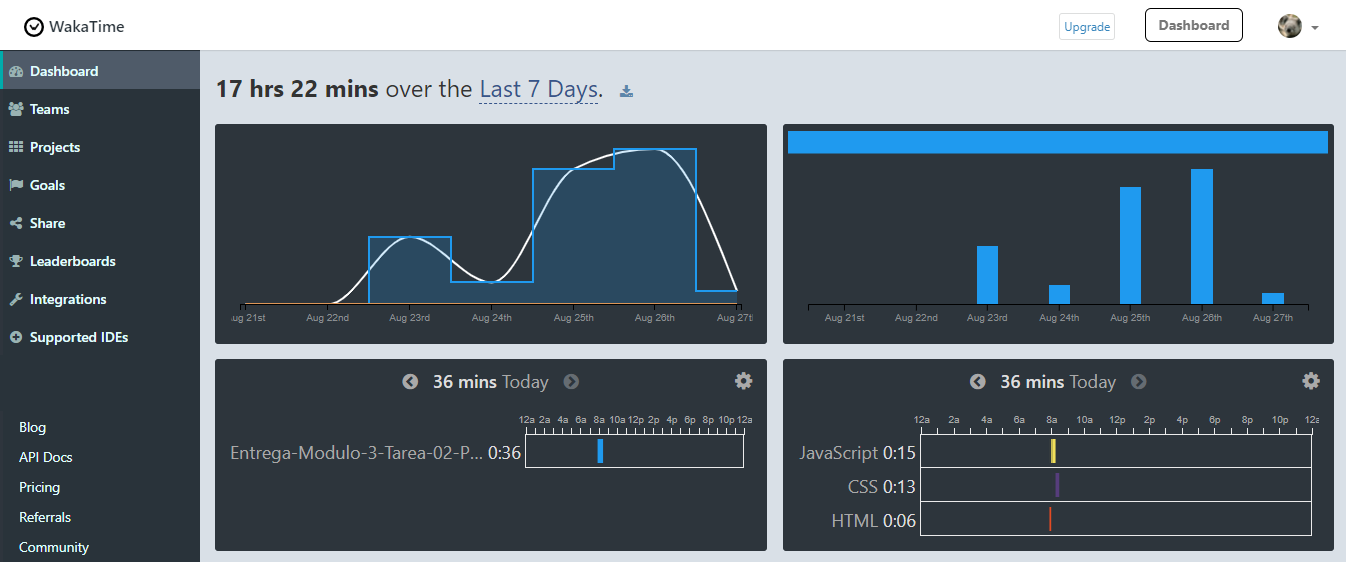 WakaTime
Upgrade
Dashboard
Dashboard
Teams
Projects
Goals
Share
Leaderboards
Integrations
Supported IDEs
Blog
API Docs
Pricing
Referrals
Community
17 hrs 22 mins over the Last 7 Days.
ug 21st Aug 22nd Aug 23rd Aug 24th Aug 25th Aug 26th Aug 27t
Aug 21st Aug 22nd Aug 23rd Aug 24th Aug 25th Aug 26th Aug 27th
36 mins Today
12a 2a 4a 6a 8a 10a 12p 2p 4p 6p 8p 10p 12a
Entrega-Modulo-3-Tarea-02-P... 0:36
36 mins Today
12a 2a 4a 6a 8a 10a 12p 2p 4p 6p 8p 10p 12a
JavaScript 0:15
CSS 0:13
HTML 0:06